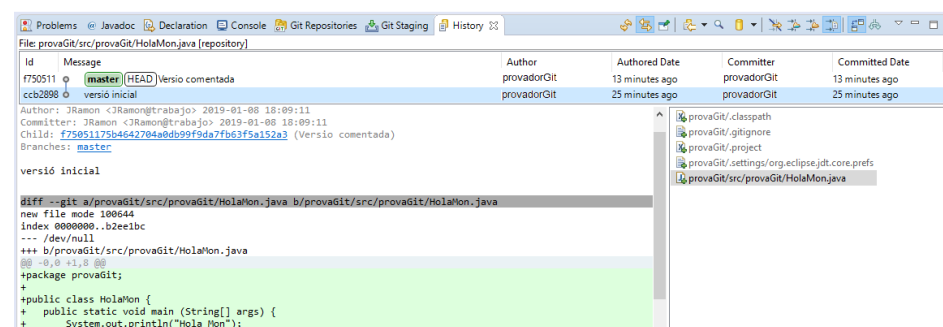 Problems @ Javadoc Declaration Console Git Repositories Git Staging History
File: provaGit/src/provaGit/HolaMon.java [repository]
Id Message Author Authored Date Committer Committed Date
f750511 master HEAD Versio comentada provadorGit 13 minutes ago provadorGit 13 minutes ago
ccb2898 versió inicial provadorGit 25 minutes ago provadorGit 25 minutes ago
Author: JRamon <JRamon@trabajo> 2019-01-08 18:09:11
Committer: JRamon <JRamon@trabajo> 2019-01-08 18:09:11
Child: f75051175b4642704a0db99f9da7fb63f5a152a3 (Versio comentada)
Branches: master
versió inicial
diff --git a/provaGit/src/provaGit/HolaMon.java b/provaGit/src/provaGit/HolaMon.java
new file mode 100644
index 0000000..b2ee1bc
--- /dev/null
+++ b/provaGit/src/provaGit/HolaMon.java
@@ -0,0 +1,8 @@
+package provaGit;
+
+public class HolaMon {
+ public static void main (String[] args) {
+ System.out.println("Hola Mon");
provaGit/.classpath
provaGit/.gitignore
provaGit/.project
provaGit/.settings/org.eclipse.jdt.core.prefs
provaGit/src/provaGit/HolaMon.java